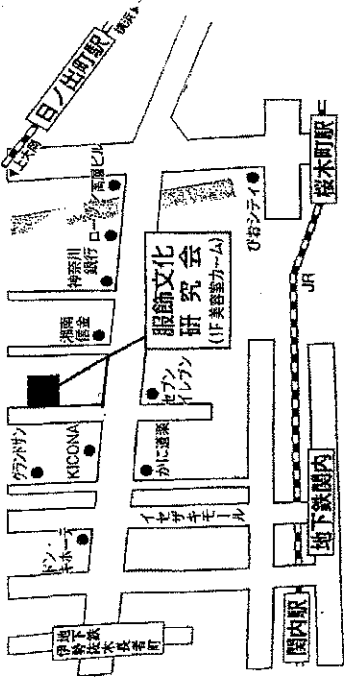 日ノ出町駅
横浜
上大岡
高瀬ビル
ローソン
神奈川
銀行
湘南
信金
服飾文化
研究会
(1F 美容室カーム)
ぴおシティ
桜木町駅
JR
セブン
イレブン
グランドサン
KICONA
かに道楽
イセザキモール
ドン・
キホーテ
地下鉄関内
関内駅
地下鉄
伊勢佐木
長者町